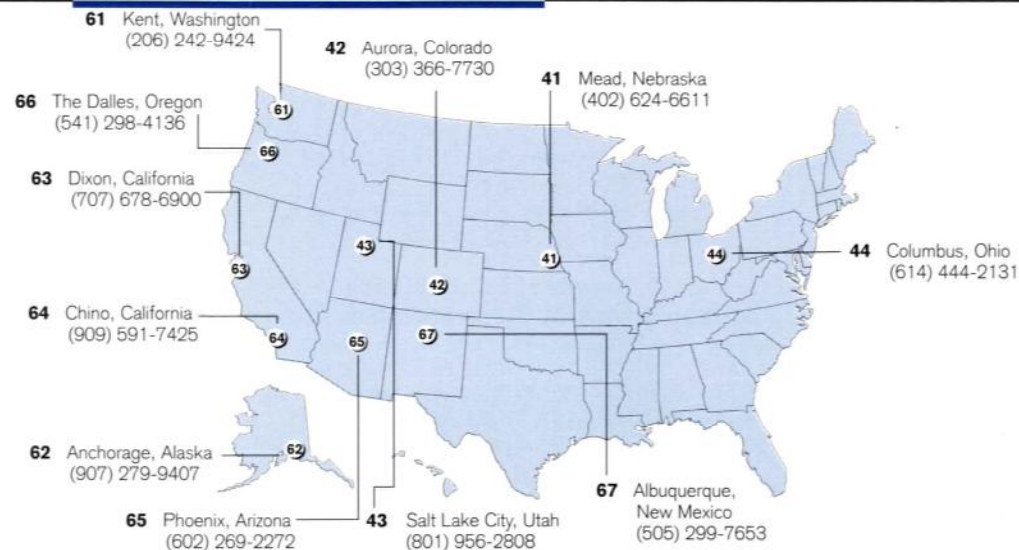 61 Kent, Washington
(206) 242-9424
42 Aurora, Colorado
(303) 366-7730
41 Mead, Nebraska
(402) 624-6611
66 The Dalles, Oregon
(541) 298-4136
63 Dixon, California
(707) 678-6900
44 Columbus, Ohio
(614) 444-2131
64 Chino, California
(909) 591-7425
62 Anchorage, Alaska
(907) 279-9407
65 Phoenix, Arizona
(602) 269-2272
43 Salt Lake City, Utah
(801) 956-2808
67 Albuquerque,
New Mexico
(505) 299-7653
61
66
43
41
44
63
42
64
65
67
62